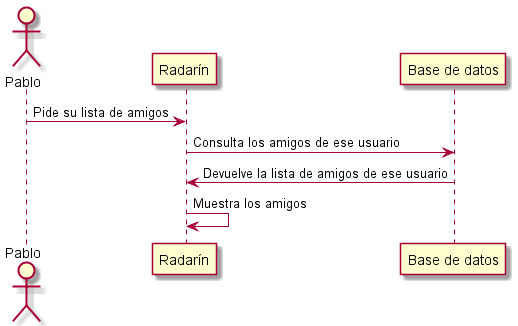 Pablo
Radarín
Base de datos
Pide su lista de amigos
Consulta los amigos de ese usuario
Devuelve la lista de amigos de ese usuario
Muestra los amigos
Pablo
Radarín
Base de datos